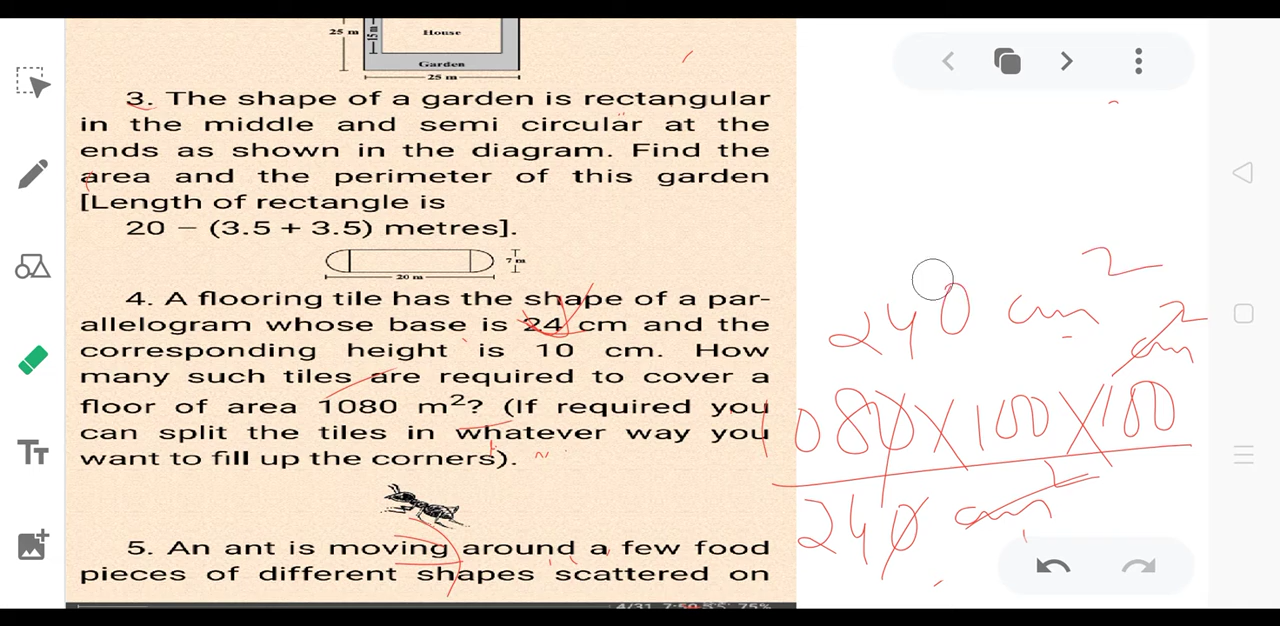 25 m
15 m
House
Garden
25 m
3. The shape of a garden is rectangular
in the middle and semi circular at the
ends as shown in the diagram. Find the
area and the perimeter of this garden
[Length of rectangle is
20 – (3.5 + 3.5) metres].
7 m
20 m
4. A flooring tile has the shape of a par-
allelogram whose base is 24 cm and the
corresponding height is 10 cm. How
many such tiles are required to cover a
floor of area 1080 m²? (If required you
can split the tiles in whatever way you
want to fill up the corners).
5. An ant is moving around a few food
pieces of different shapes scattered on
240 cm²
cm²
1080 × 100 × 100
240 cm²
Tт